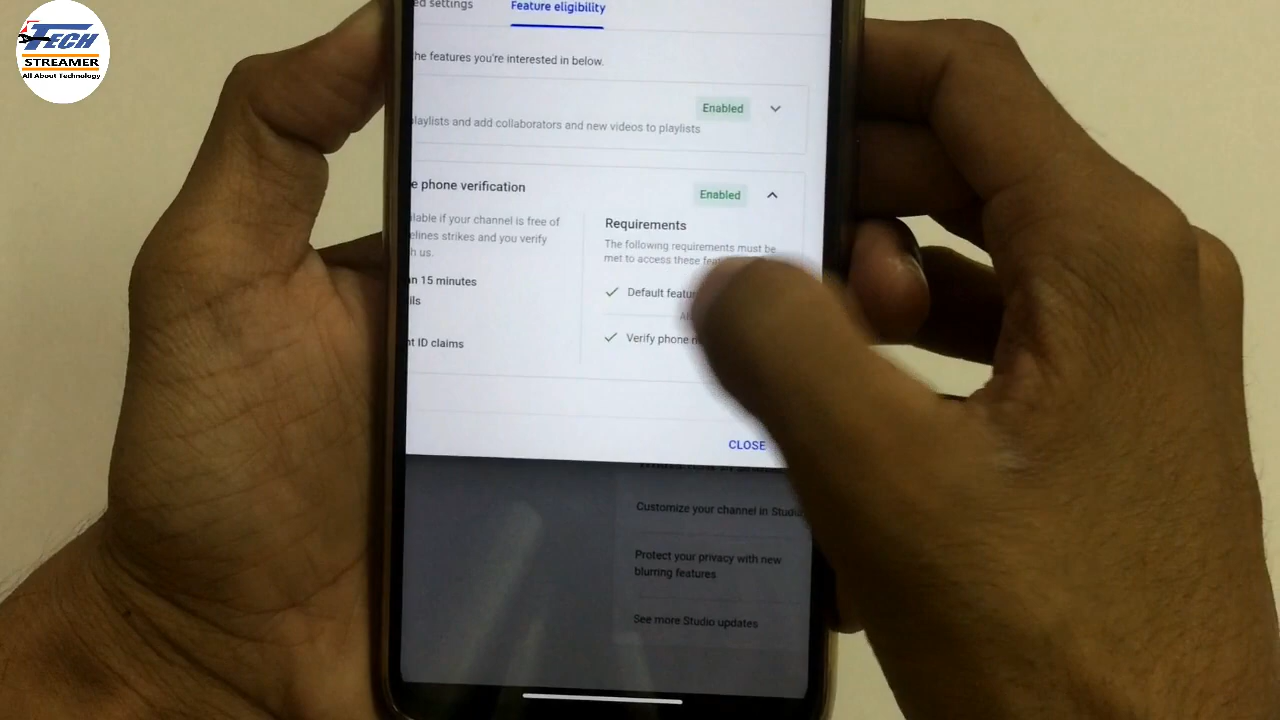 TECH
STREAMER
All About Technology
ed settings
Feature eligibility
the features you're interested in below.
Enabled
playlists and add collaborators and new videos to playlists
e phone verification
Enabled
ilable if your channel is free of
elines strikes and you verify
h us.
n 15 minutes
ils
nt ID claims
Requirements
The following requirements must be
met to access these
Default featur
Verify phone n
CLOSE
Customize your channel in Studio
Protect your privacy with new
blurring features
See more Studio updates